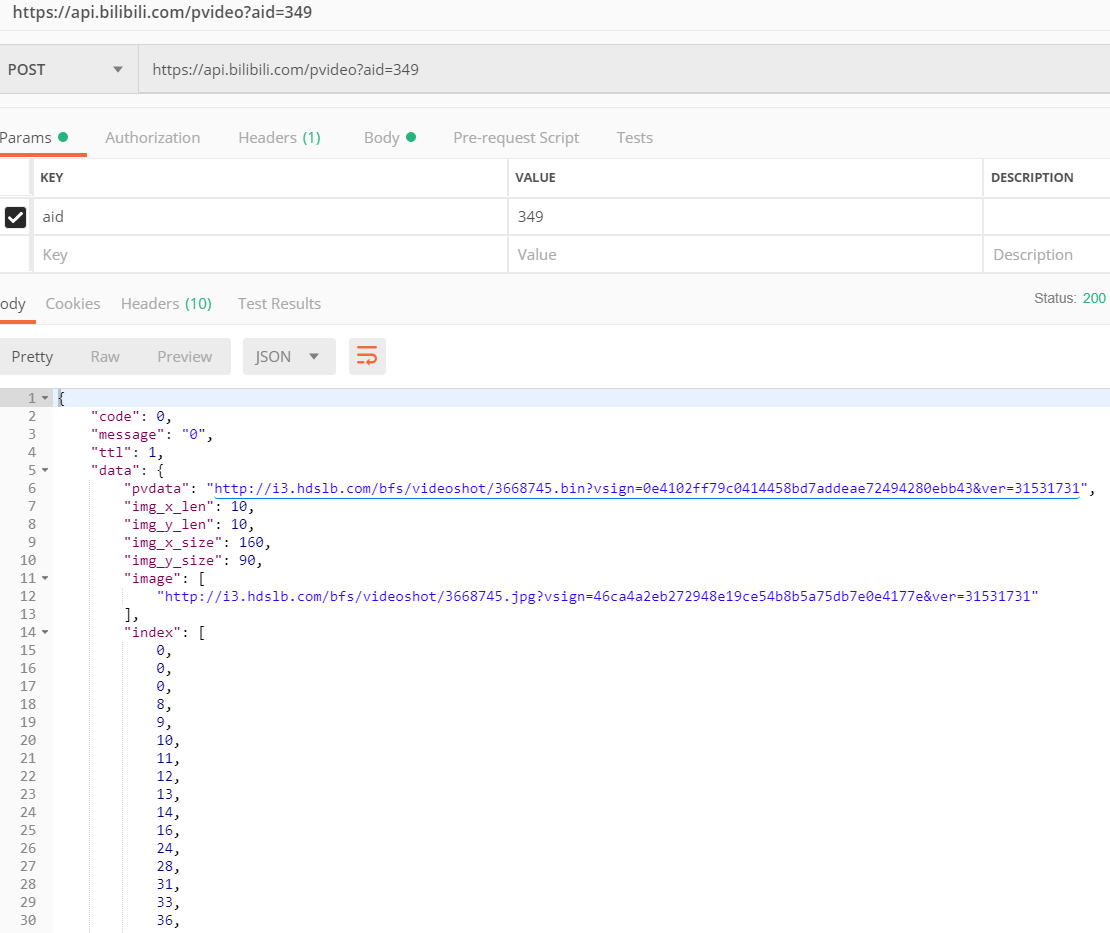 https://api.bilibili.com/pvideo?aid=349
POST https://api.bilibili.com/pvideo?aid=349
Params Authorization Headers (1) Body Pre-request Script Tests
KEY VALUE DESCRIPTION
aid 349
Key Value Description
ody Cookies Headers (10) Test Results Status: 200
Pretty Raw Preview JSON
1 {
2 "code": 0,
3 "message": "0",
4 "ttl": 1,
5 "data": {
6 "pvdata": "http://i3.hdslb.com/bfs/videoshot/3668745.bin?vsign=0e4102ff79c0414458bd7addeae72494280ebb43&ver=31531731",
7 "img_x_len": 10,
8 "img_y_len": 10,
9 "img_x_size": 160,
10 "img_y_size": 90,
11 "image": [
12 "http://i3.hdslb.com/bfs/videoshot/3668745.jpg?vsign=46ca4a2eb272948e19ce54b8b5a75db7e0e4177e&ver=31531731"
13 ],
14 "index": [
15 0,
16 0,
17 0,
18 8,
19 9,
20 10,
21 11,
22 12,
23 13,
24 14,
25 16,
26 24,
27 28,
28 31,
29 33,
30 36,